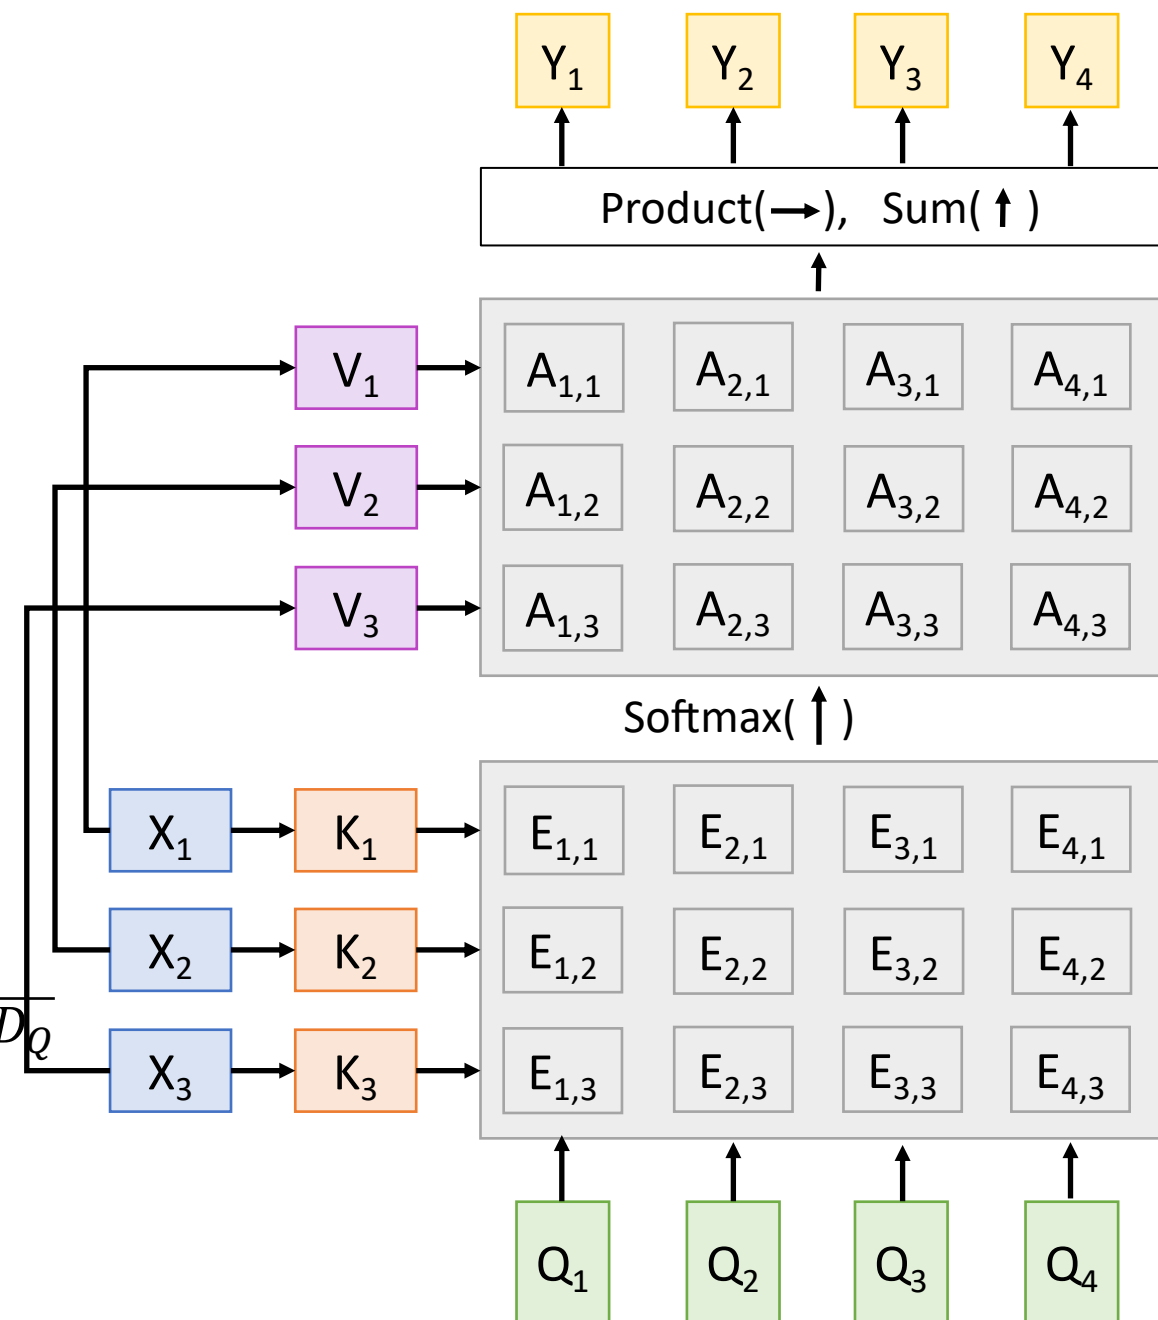 Y₁ Y₂ Y₃ Y₄
Product(→), Sum(↑)
V₁ A₁,₁ A₂,₁ A₃,₁ A₄,₁
V₂ A₁,₂ A₂,₂ A₃,₂ A₄,₂
V₃ A₁,₃ A₂,₃ A₃,₃ A₄,₃
Softmax(↑)
X₁ K₁ E₁,₁ E₂,₁ E₃,₁ E₄,₁
X₂ K₂ E₁,₂ E₂,₂ E₃,₂ E₄,₂
D_Q
X₃ K₃ E₁,₃ E₂,₃ E₃,₃ E₄,₃
Q₁ Q₂ Q₃ Q₄